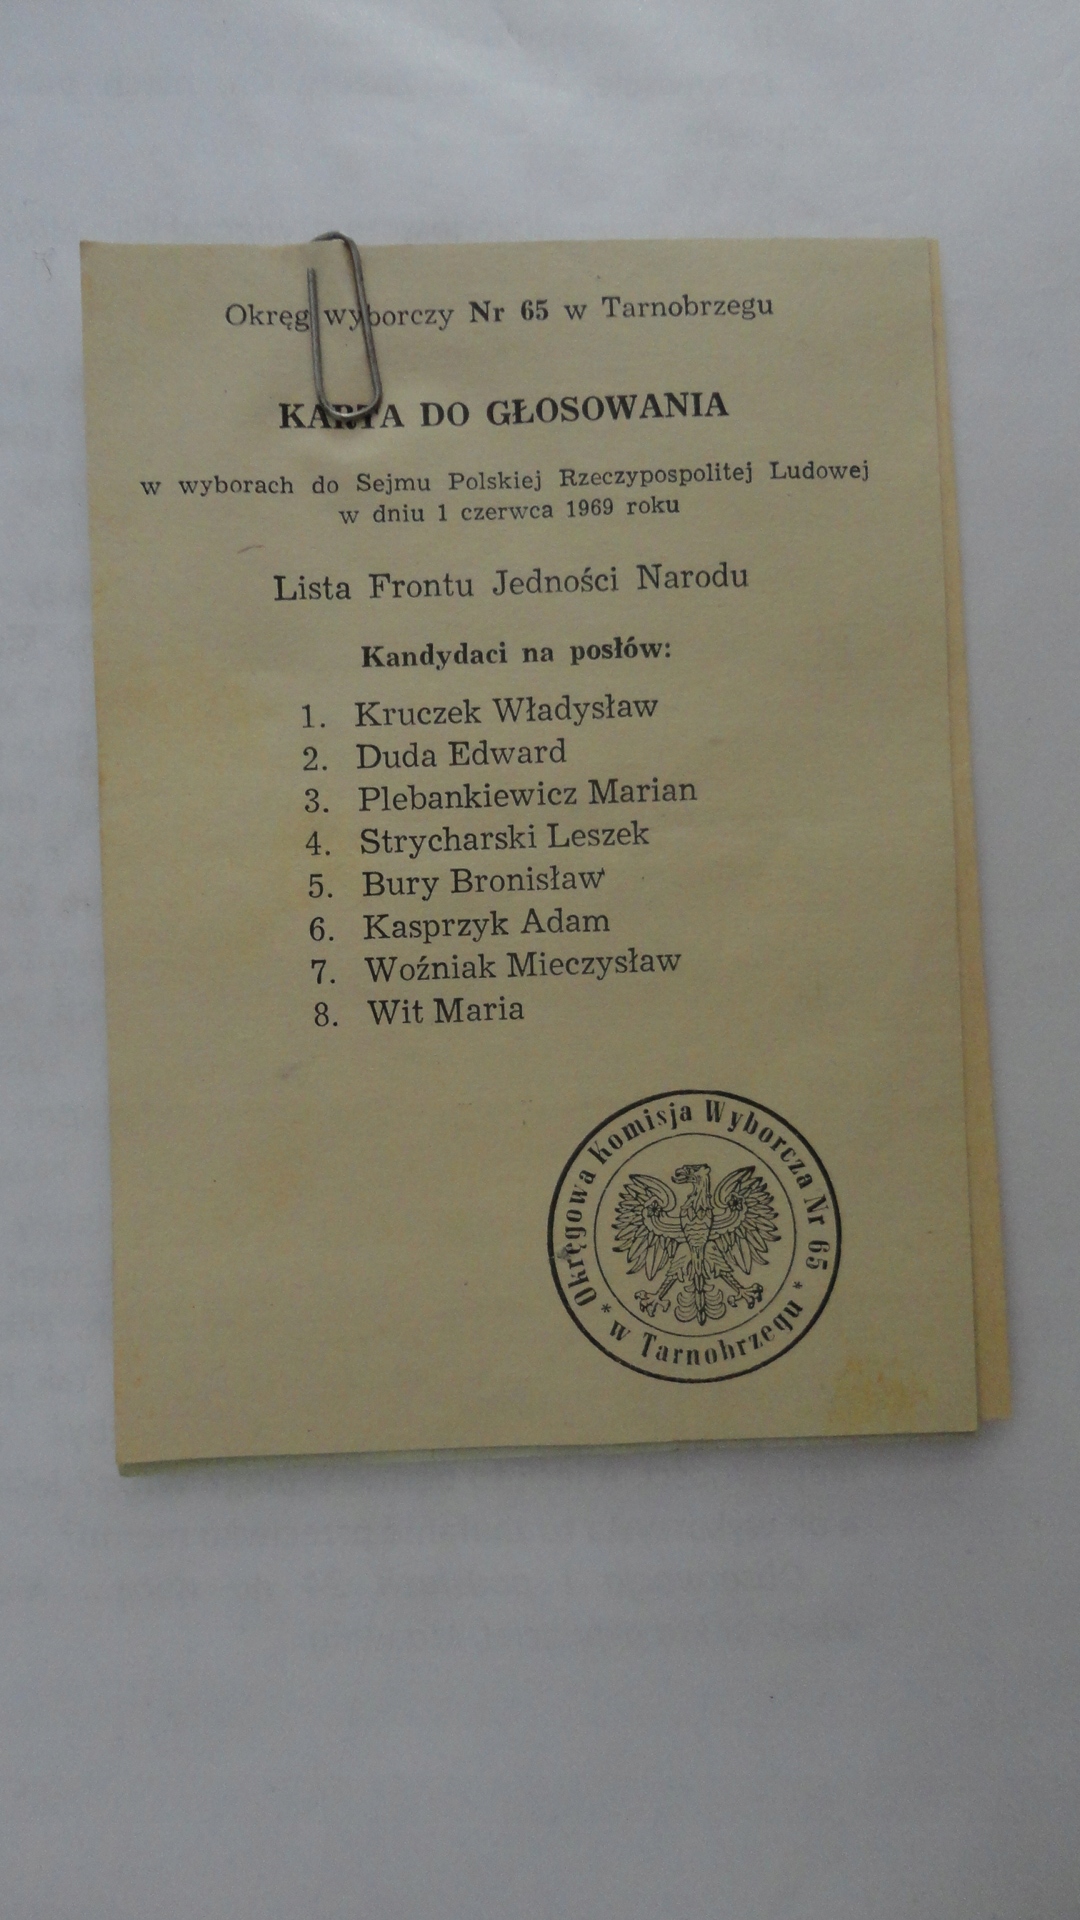 Okręg wyborczy Nr 65 w Tarnobrzegu
KARTA DO GŁOSOWANIA
w wyborach do Sejmu Polskiej Rzeczypospolitej Ludowej
w dniu 1 czerwca 1969 roku
Lista Frontu Jedności Narodu
Kandydaci na posłów:
1. Kruczek Władysław
2. Duda Edward
3. Plebankiewicz Marian
4. Strycharski Leszek
5. Bury Bronisław
6. Kasprzyk Adam
7. Woźniak Mieczysław
8. Wit Maria
Okręgowa Komisja Wyborcza Nr 65
* w Tarnobrzegu *